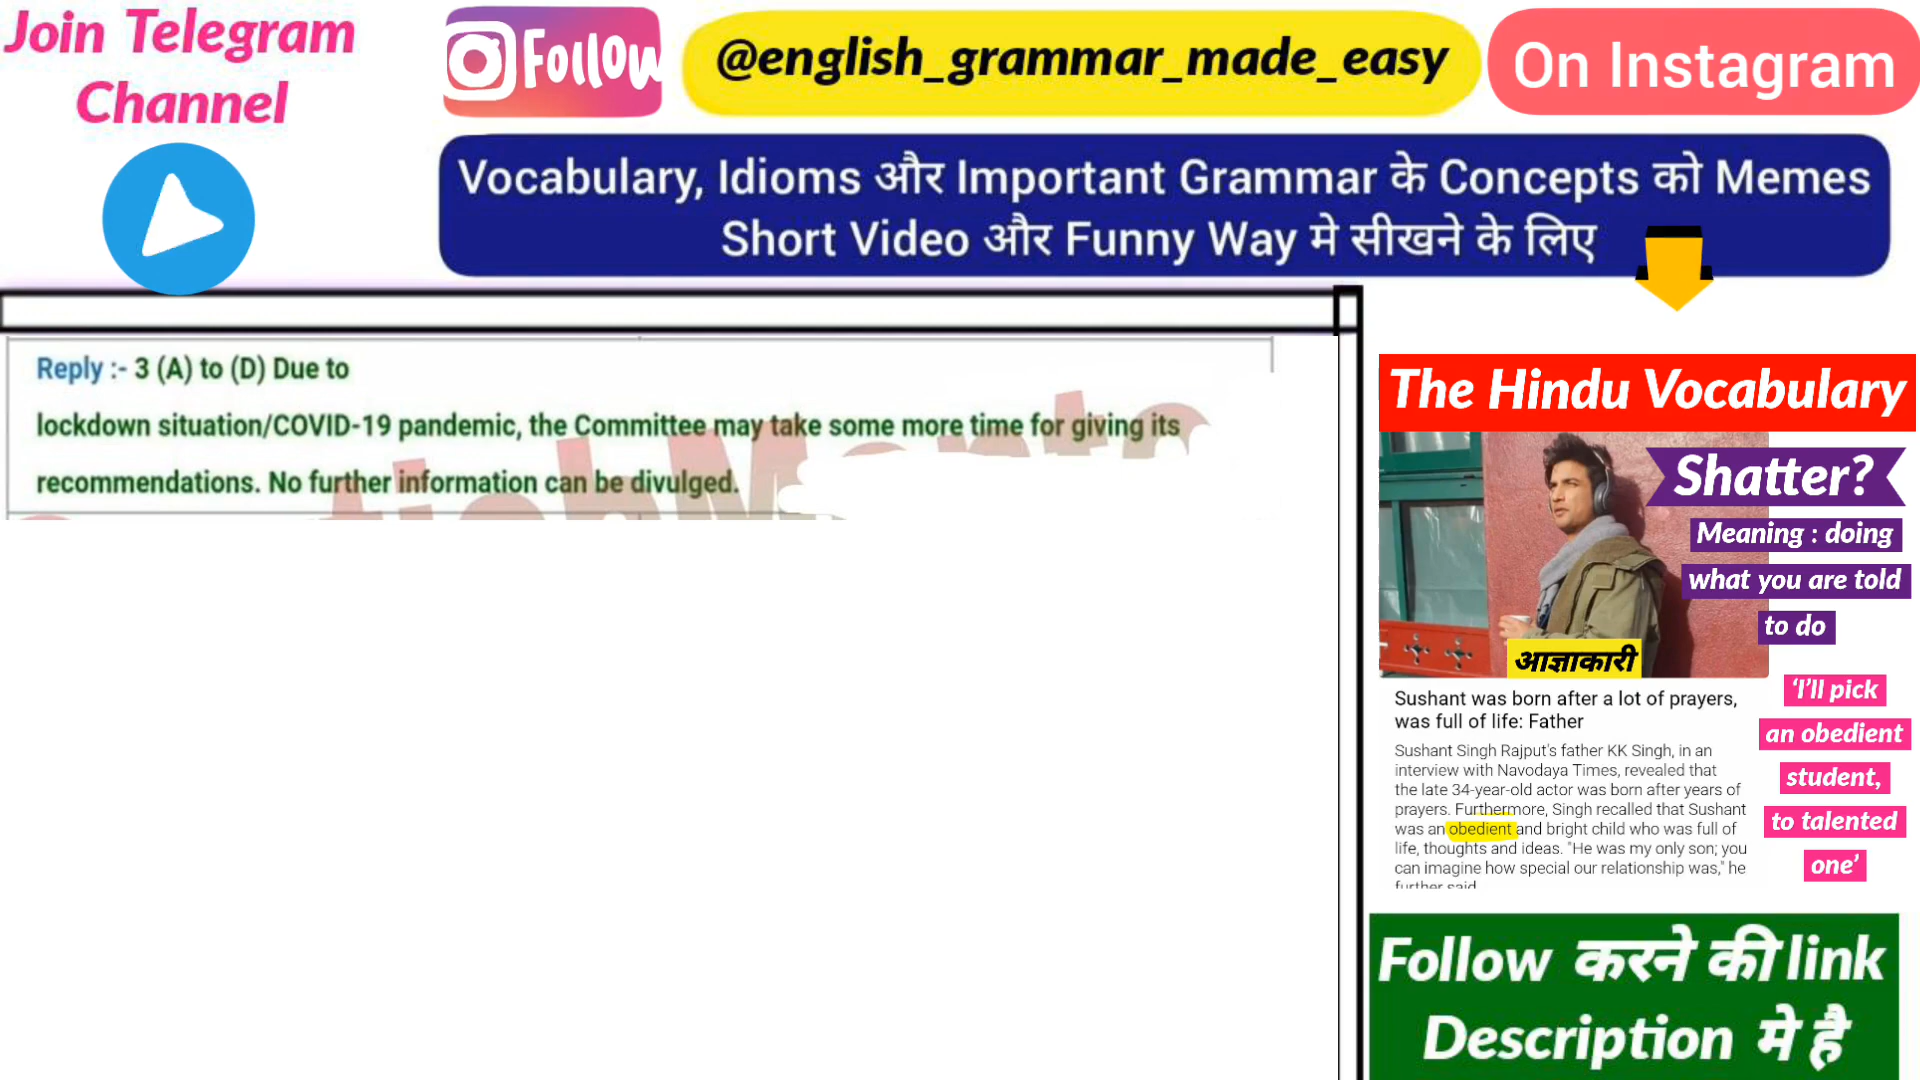 Join Telegram
Channel
Follow
@english_grammar_made_easy
On Instagram
Vocabulary, Idioms और Important Grammar के Concepts को Memes
Short Video और Funny Way मे सीखने के लिए
Reply :- 3 (A) to (D) Due to
lockdown situation/COVID-19 pandemic, the Committee may take some more time for giving its
recommendations. No further information can be divulged.
The Hindu Vocabulary
Shatter?
Meaning : doing
what you are told
to do
आज्ञाकारी
Sushant was born after a lot of prayers,
was full of life: Father
Sushant Singh Rajput's father KK Singh, in an
interview with Navodaya Times, revealed that
the late 34-year-old actor was born after years of
prayers. Furthermore, Singh recalled that Sushant
was an obedient and bright child who was full of
life, thoughts and ideas. "He was my only son; you
can imagine how special our relationship was," he
further said
‘I’ll pick
an obedient
student,
to talented
one’
Follow करने की link
Description मे है